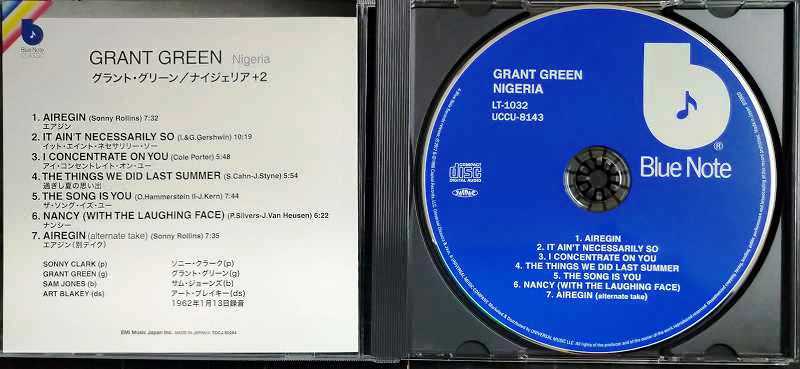 Blue Note
CLASSIC
GRANT GREEN Nigeria
グラント・グリーン/ナイジェリア +2
1. AIREGIN (Sonny Rollins) 7:32
エアジン
2. IT AIN'T NECESSARILY SO (I.&G.Gershwin) 10:19
イット・エイント・ネセサリリー・ソー
3. I CONCENTRATE ON YOU (Cole Porter) 5:48
アイ・コンセントレイト・オン・ユー
4. THE THINGS WE DID LAST SUMMER (S.Cahn-J.Styne) 5:54
過ぎし夏の思い出
5. THE SONG IS YOU (O.Hammerstein II-J.Kern) 7:44
ザ・ソング・イズ・ユー
6. NANCY (WITH THE LAUGHING FACE) (P.Silvers-J.Van Heusen) 6:22
ナンシー
7. AIREGIN (alternate take) (Sonny Rollins) 7:35
エアジン (別テイク)
SONNY CLARK (p) ソニー・クラーク(p)
GRANT GREEN (g) グラント・グリーン(g)
SAM JONES (b) サム・ジョーンズ(b)
ART BLAKEY (ds) アート・ブレイキー(ds)
1962年1月13日録音
EMI Music Japan Inc. MADE IN JAPAN
GRANT GREEN
NIGERIA
LT-1032
UCCU-8143
Blue Note®
COMPACT
disc
DIGITAL AUDIO
1. AIREGIN
2. IT AIN'T NECESSARILY SO
3. I CONCENTRATE ON YOU
4. THE THINGS WE DID LAST SUMMER
5. THE SONG IS YOU
6. NANCY (WITH THE LAUGHING FACE)
7. AIREGIN (alternate take)